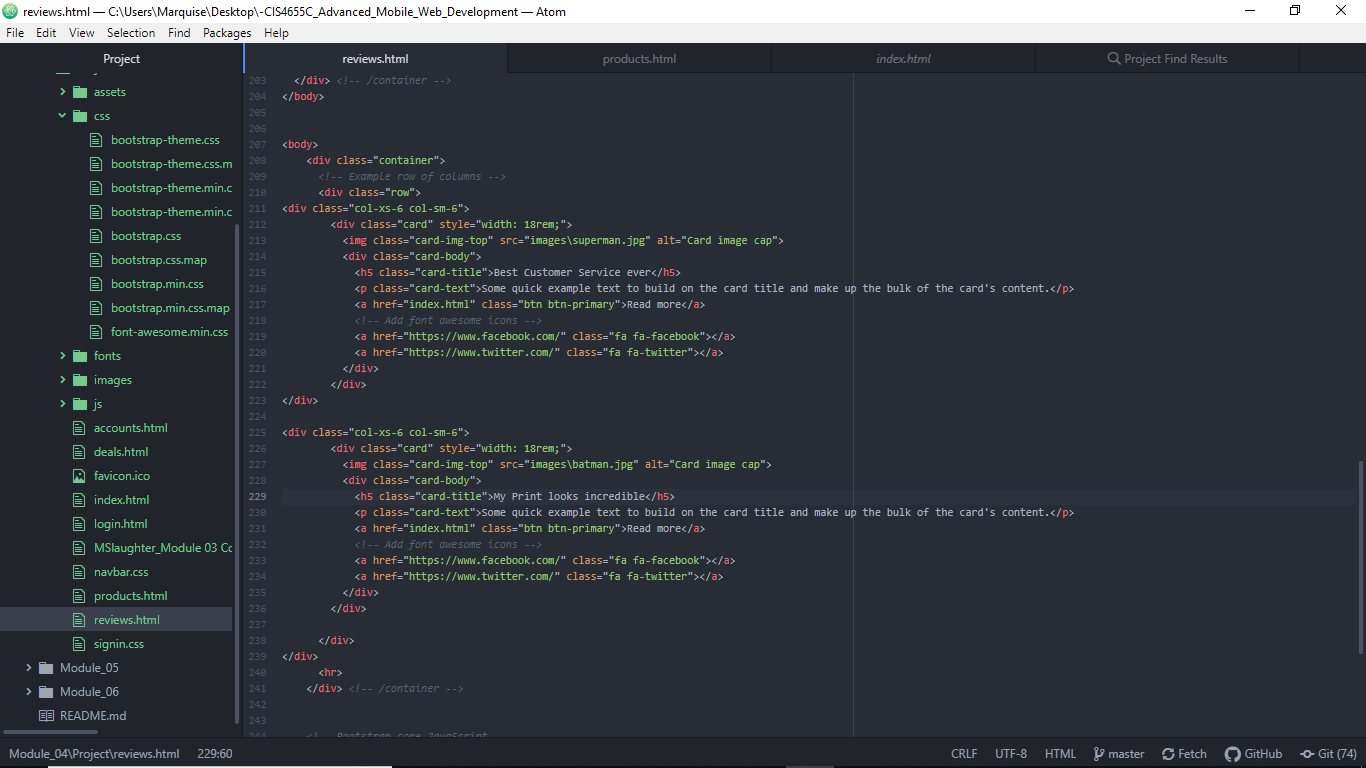 reviews.html — C:\Users\Marquise\Desktop\-CIS4655C_Advanced_Mobile_Web_Development — Atom
File Edit View Selection Find Packages Help
Project
assets
css
bootstrap-theme.css
bootstrap-theme.css.m
bootstrap-theme.min.c
bootstrap-theme.min.c
bootstrap.css
bootstrap.css.map
bootstrap.min.css
bootstrap.min.css.map
font-awesome.min.css
fonts
images
js
accounts.html
deals.html
favicon.ico
index.html
login.html
MSlaughter_Module 03 Cc
navbar.css
products.html
reviews.html
signin.css
Module_05
Module_06
README.md
reviews.html products.html index.html Project Find Results
203 </div> <!-- /container -->
204 </body>
205
206
207 <body>
208 <div class="container">
209 <!-- Example row of columns -->
210 <div class="row">
211 <div class="col-xs-6 col-sm-6">
212 <div class="card" style="width: 18rem;">
213 <img class="card-img-top" src="images\superman.jpg" alt="Card image cap">
214 <div class="card-body">
215 <h5 class="card-title">Best Customer Service ever</h5>
216 <p class="card-text">Some quick example text to build on the card title and make up the bulk of the card's content.</p>
217 <a href="index.html" class="btn btn-primary">Read more</a>
218 <!-- Add font awesome icons -->
219 <a href="https://www.facebook.com/" class="fa fa-facebook"></a>
220 <a href="https://www.twitter.com/" class="fa fa-twitter"></a>
221 </div>
222 </div>
223 </div>
224
225 <div class="col-xs-6 col-sm-6">
226 <div class="card" style="width: 18rem;">
227 <img class="card-img-top" src="images\batman.jpg" alt="Card image cap">
228 <div class="card-body">
229 <h5 class="card-title">My Print looks incredible</h5>
230 <p class="card-text">Some quick example text to build on the card title and make up the bulk of the card's content.</p>
231 <a href="index.html" class="btn btn-primary">Read more</a>
232 <!-- Add font awesome icons -->
233 <a href="https://www.facebook.com/" class="fa fa-facebook"></a>
234 <a href="https://www.twitter.com/" class="fa fa-twitter"></a>
235 </div>
236 </div>
237
238 </div>
239 </div>
240 <hr>
241 </div> <!-- /container -->
242
243
244 <!-- Bootstrap core JavaScript
Module_04\Project\reviews.html 229:60 CRLF UTF-8 HTML master Fetch GitHub Git (74)